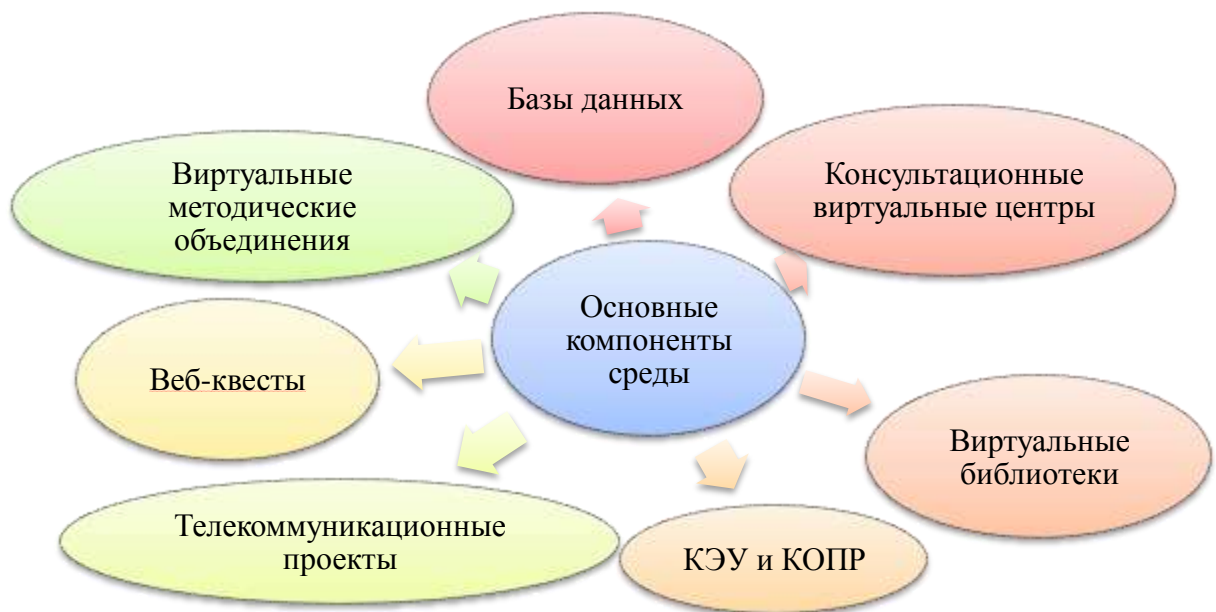 Базы данных
Консультационные
виртуальные центры
Виртуальные
методические
объединения
Основные
компоненты
среды
Веб-квесты
Виртуальные
библиотеки
Телекоммуникационные
проекты
КЭУ и КОПР